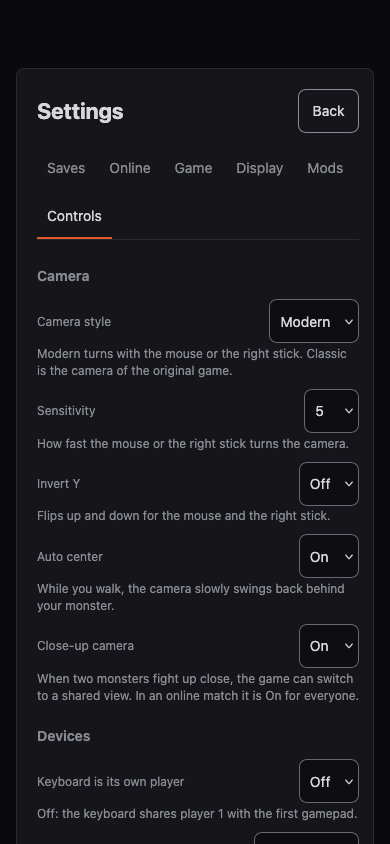 Settings
Back
Saves
Online
Game
Display
Mods
Controls
Camera
Camera style
Modern
Modern turns with the mouse or the right stick. Classic
is the camera of the original game.
Sensitivity
5
How fast the mouse or the right stick turns the camera.
Invert Y
Off
Flips up and down for the mouse and the right stick.
Auto center
On
While you walk, the camera slowly swings back behind
your monster.
Close-up camera
On
When two monsters fight up close, the game can switch
to a shared view. In an online match it is On for everyone.
Devices
Keyboard is its own player
Off
Off: the keyboard shares player 1 with the first gamepad.